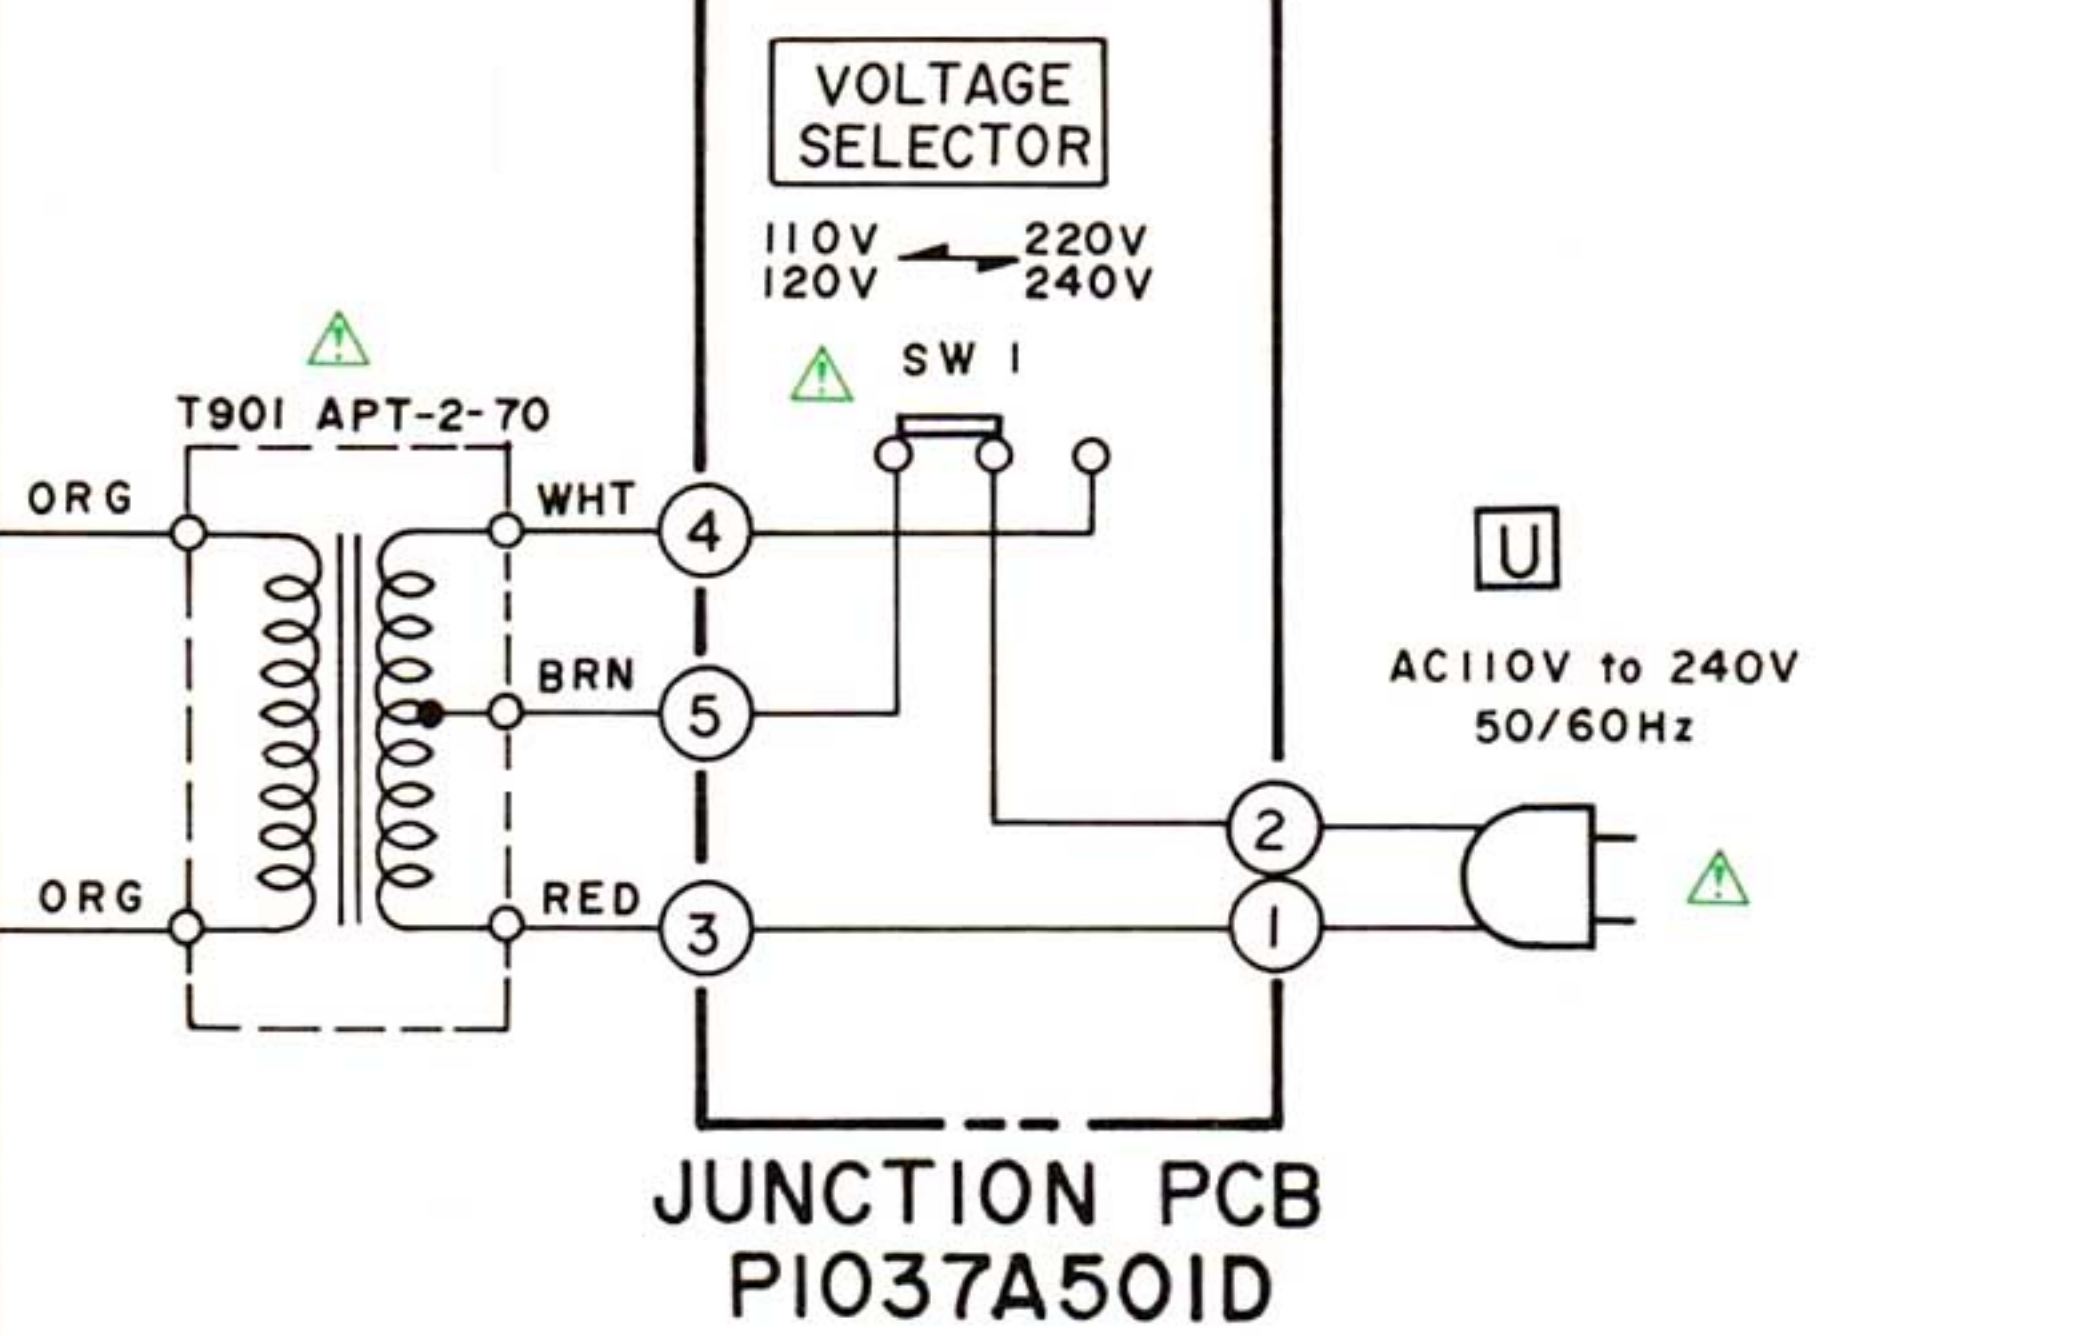 VOLTAGE
SELECTOR
110V 220V
120V 240V
SW 1
T901 APT-2-70
ORG
WHT
4
U
BRN
5
AC110V to 240V
50/60Hz
2
ORG
RED
3
1
JUNCTION PCB
P1037A501D